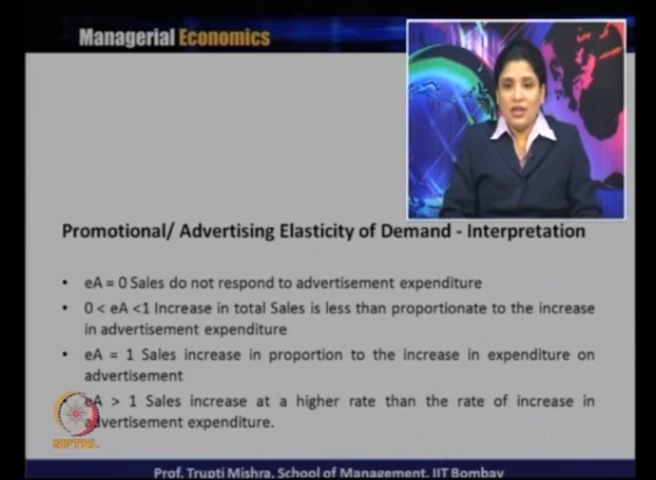 Managerial Economics
Promotional/ Advertising Elasticity of Demand - Interpretation
• eA = 0 Sales do not respond to advertisement expenditure
• 0 < eA <1 Increase in total Sales is less than proportionate to the increase
in advertisement expenditure
• eA = 1 Sales increase in proportion to the increase in expenditure on
advertisement
• eA > 1 Sales increase at a higher rate than the rate of increase in
advertisement expenditure.
NPTEL
Prof. Trupti Mishra, School of Management, IIT Bombay